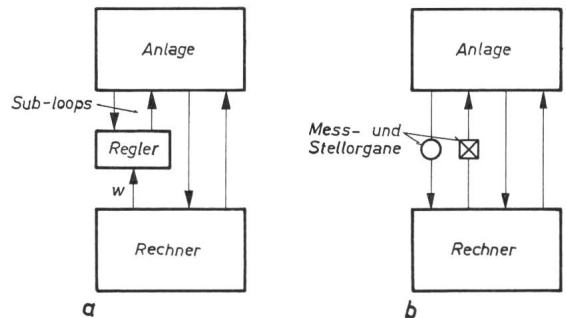 Anlage
Sub-loops
Regler
w
Rechner
a
Anlage
Mess- und
Stellorgane
Rechner
b